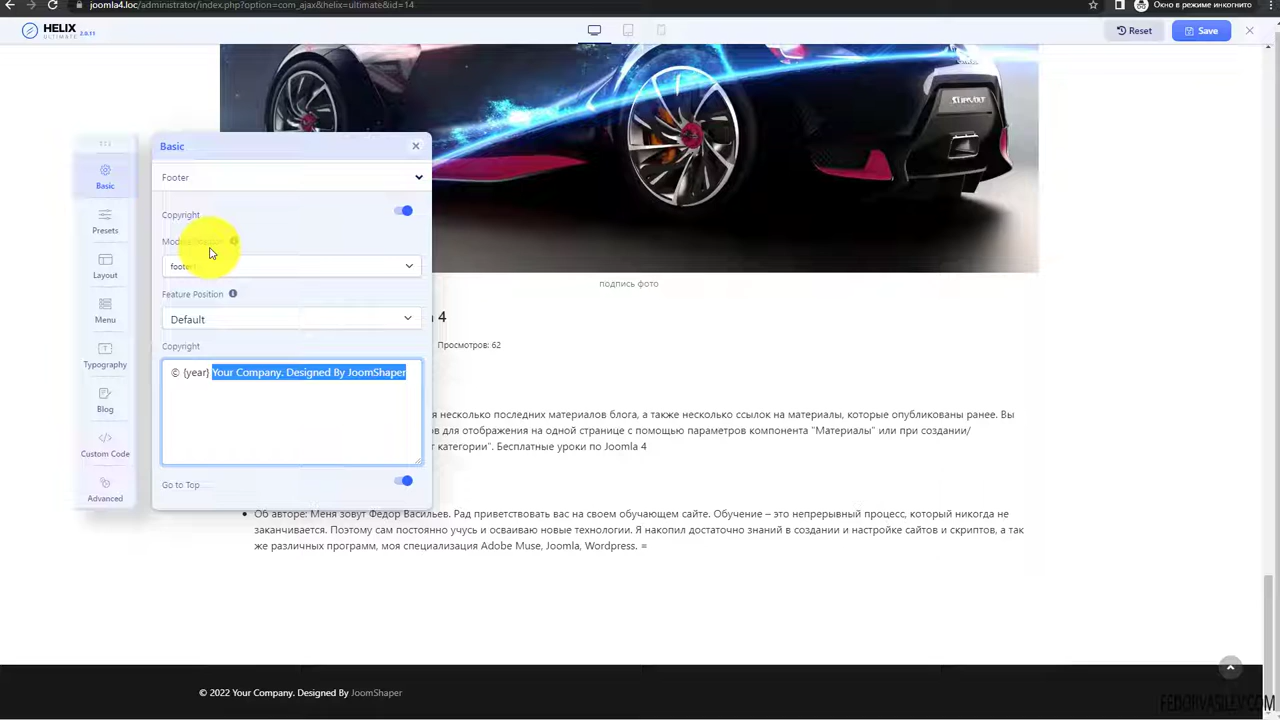 joomla4.loc/administrator/index.php?option=com_ajax&helix=ultimate&id=14
Окно в режиме инкогнито
HELIX
ULTIMATE 2.0.11
Reset
Save
Basic
Footer
Copyright
Feature Position
Default
Copyright
© {year} Your Company. Designed By JoomShaper
Go to Top
Basic
Presets
Layout
Menu
Typography
Blog
Custom Code
Advanced
подпись фото
4
Просмотров: 62
несколько последних материалов блога, а также несколько ссылок на материалы, которые опубликованы ранее. Вы
для отображения на одной странице с помощью параметров компонента "Материалы" или при создании/
категории". Бесплатные уроки по Joomla 4
Об авторе: Меня зовут Федор Васильев. Рад приветствовать вас на своем обучающем сайте. Обучение – это непрерывный процесс, который никогда не
заканчивается. Поэтому сам постоянно учусь и осваиваю новые технологии. Я накопил достаточно знаний в создании и настройке сайтов и скриптов, а так
же различных программ, моя специализация Adobe Muse, Joomla, Wordpress. =
© 2022 Your Company. Designed By JoomShaper
FEDORVASILEV.COM